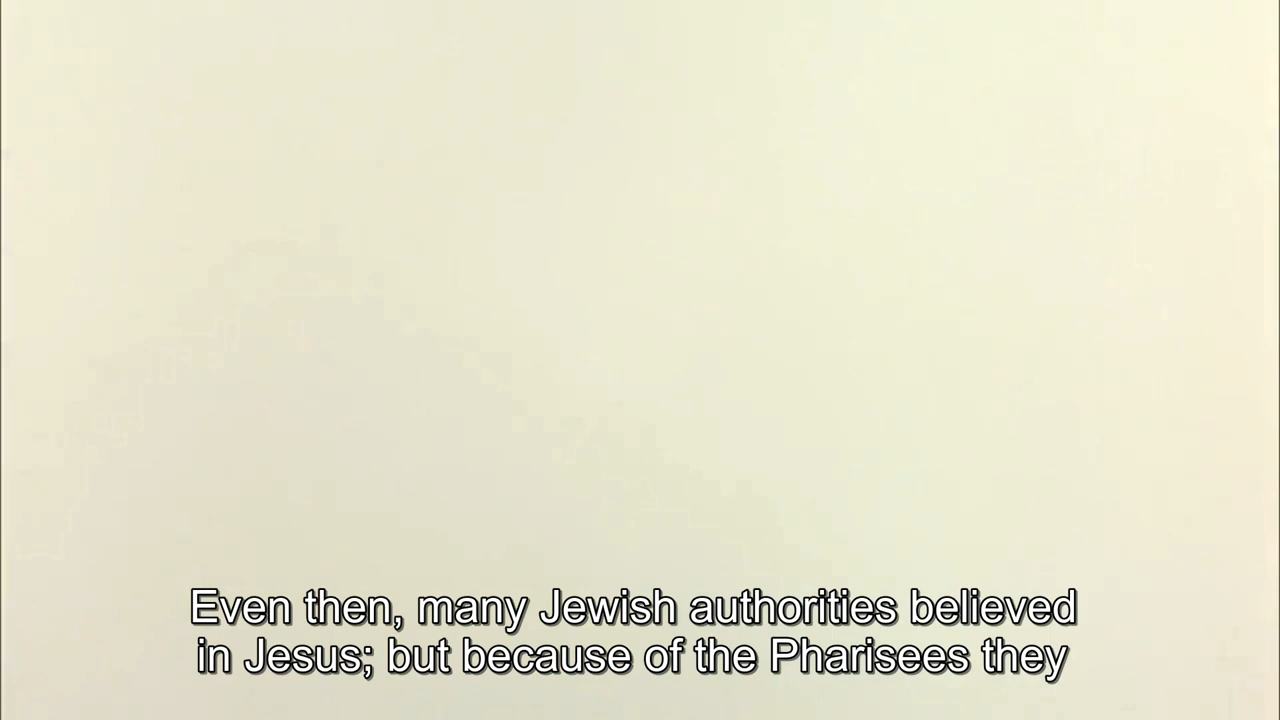 Even then, many Jewish authorities believed
in Jesus; but because of the Pharisees they